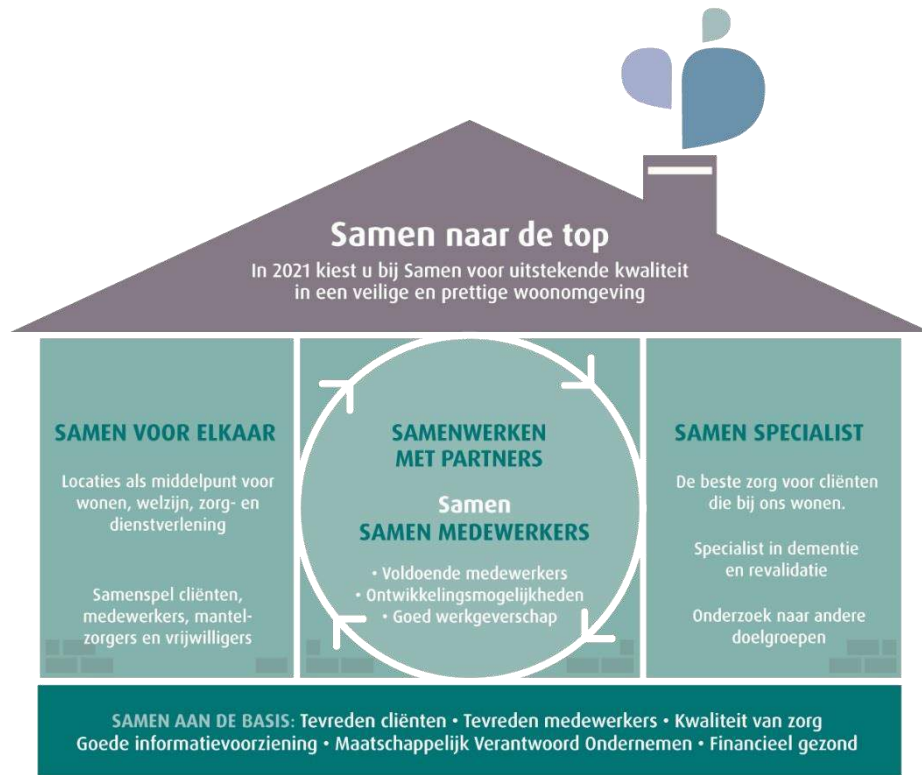 Samen naar de top
In 2021 kiest u bij Samen voor uitstekende kwaliteit
in een veilige en prettige woonomgeving
SAMEN VOOR ELKAAR
Locaties als middelpunt voor
wonen, welzijn, zorg- en
dienstverlening
Samenspel cliënten,
medewerkers, mantel-
zorgers en vrijwilligers
SAMENWERKEN
MET PARTNERS
Samen
SAMEN MEDEWERKERS
• Voldoende medewerkers
• Ontwikkelingsmogelijkheden
• Goed werkgeverschap
SAMEN SPECIALIST
De beste zorg voor cliënten
die bij ons wonen.
Specialist in dementie
en revalidatie
Onderzoek naar andere
doelgroepen
SAMEN AAN DE BASIS: Tevreden cliënten • Tevreden medewerkers • Kwaliteit van zorg
Goede informatievoorziening • Maatschappelijk Verantwoord Ondernemen • Financieel gezond